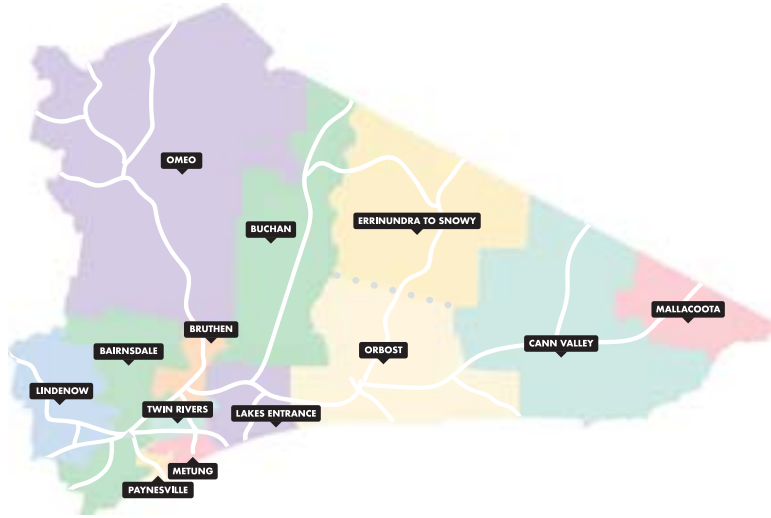 OMEO
ERRINUNDRA TO SNOWY
BUCHAN
MALLACOOTA
BRUTHEN
CANN VALLEY
BAIRNSDALE
ORBOST
LINDENOW
TWIN RIVERS
LAKES ENTRANCE
METUNG
PAYNESVILLE